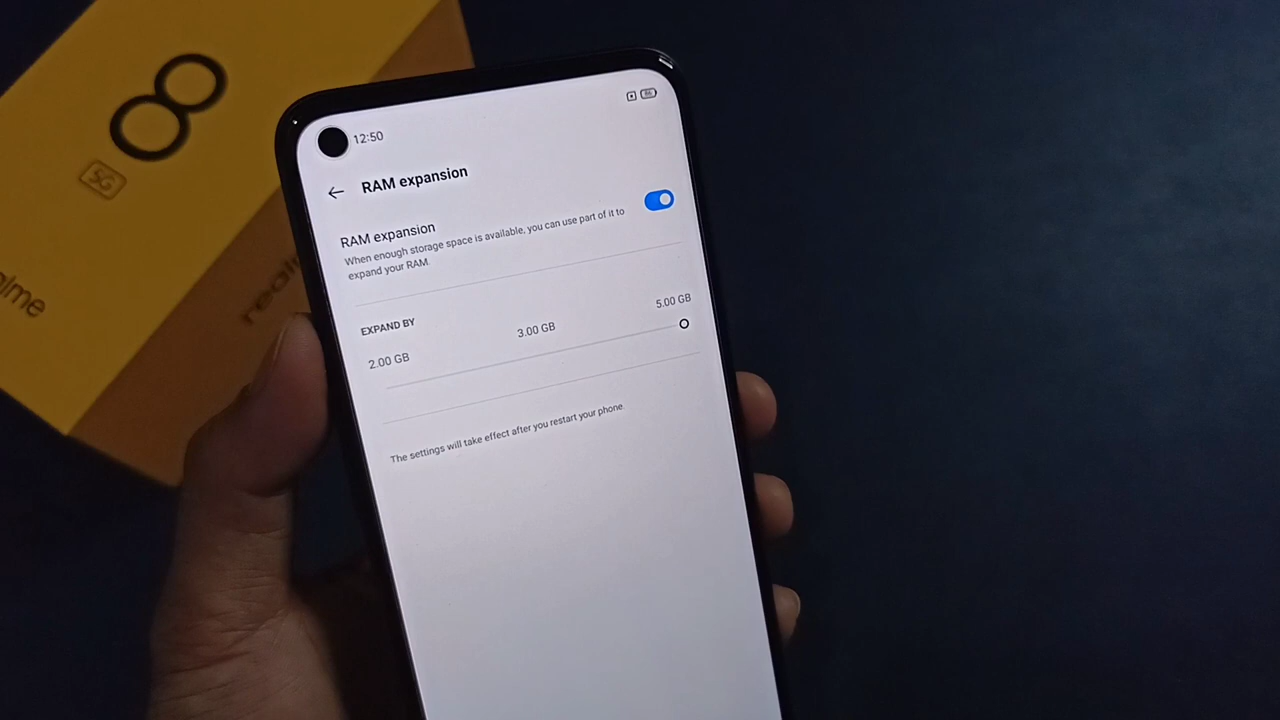 8
5G
realme
realme
12:50
86
RAM expansion
RAM expansion
When enough storage space is available, you can use part of it to
expand your RAM.
EXPAND BY
2.00 GB
3.00 GB
5.00 GB
The settings will take effect after you restart your phone.